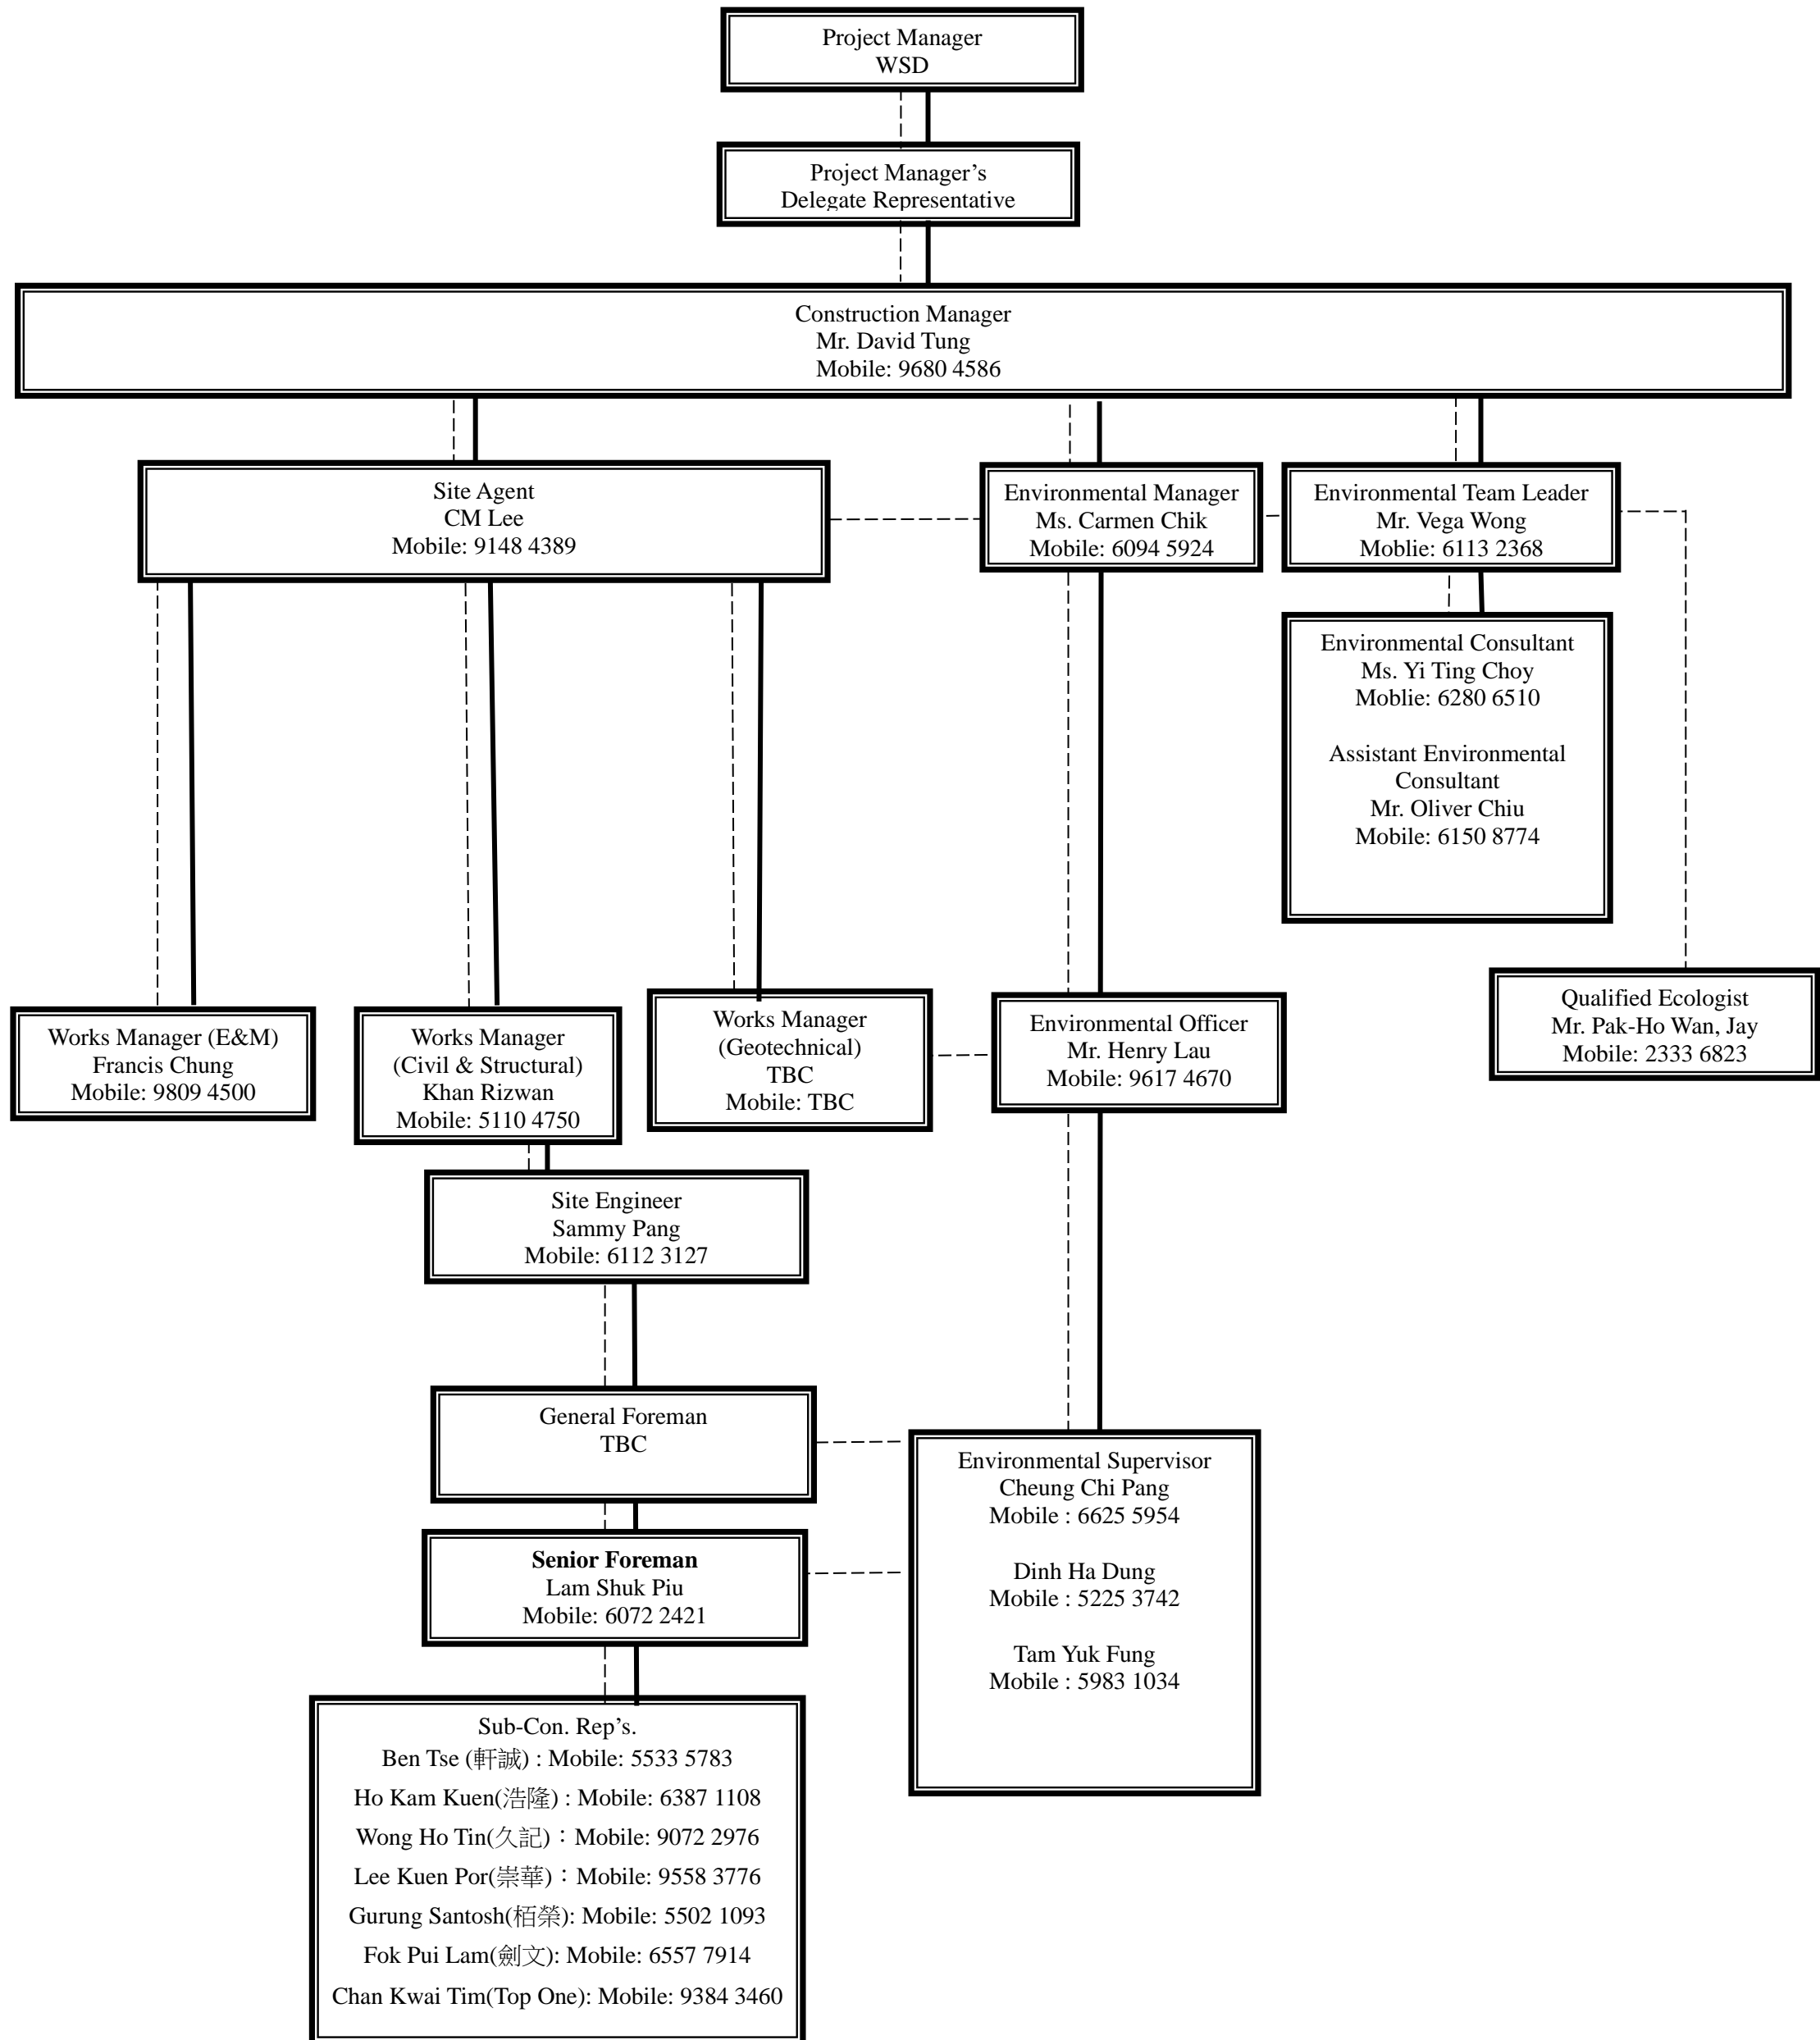 Project Manager
WSD
Project Manager’s
Delegate Representative
Construction Manager
Mr. David Tung
Mobile: 9680 4586
Site Agent
CM Lee
Mobile: 9148 4389
Environmental Manager
Ms. Carmen Chik
Mobile: 6094 5924
Environmental Team Leader
Mr. Vega Wong
Moblie: 6113 2368
Environmental Consultant
Ms. Yi Ting Choy
Moblie: 6280 6510
Assistant Environmental
Consultant
Mr. Oliver Chiu
Mobile: 6150 8774
Works Manager (E&M)
Francis Chung
Mobile: 9809 4500
Works Manager
(Civil & Structural)
Khan Rizwan
Mobile: 5110 4750
Works Manager
(Geotechnical)
TBC
Mobile: TBC
Environmental Officer
Mr. Henry Lau
Mobile: 9617 4670
Qualified Ecologist
Mr. Pak-Ho Wan, Jay
Mobile: 2333 6823
Site Engineer
Sammy Pang
Mobile: 6112 3127
General Foreman
TBC
Senior Foreman
Lam Shuk Piu
Mobile: 6072 2421
Environmental Supervisor
Cheung Chi Pang
Mobile : 6625 5954
Dinh Ha Dung
Mobile : 5225 3742
Tam Yuk Fung
Mobile : 5983 1034
Sub-Con. Rep’s.
Ben Tse (軒誠) : Mobile: 5533 5783
Ho Kam Kuen(浩隆) : Mobile: 6387 1108
Wong Ho Tin(久記)：Mobile: 9072 2976
Lee Kuen Por(崇華)：Mobile: 9558 3776
Gurung Santosh(栢榮): Mobile: 5502 1093
Fok Pui Lam(劍文): Mobile: 6557 7914
Chan Kwai Tim(Top One): Mobile: 9384 3460